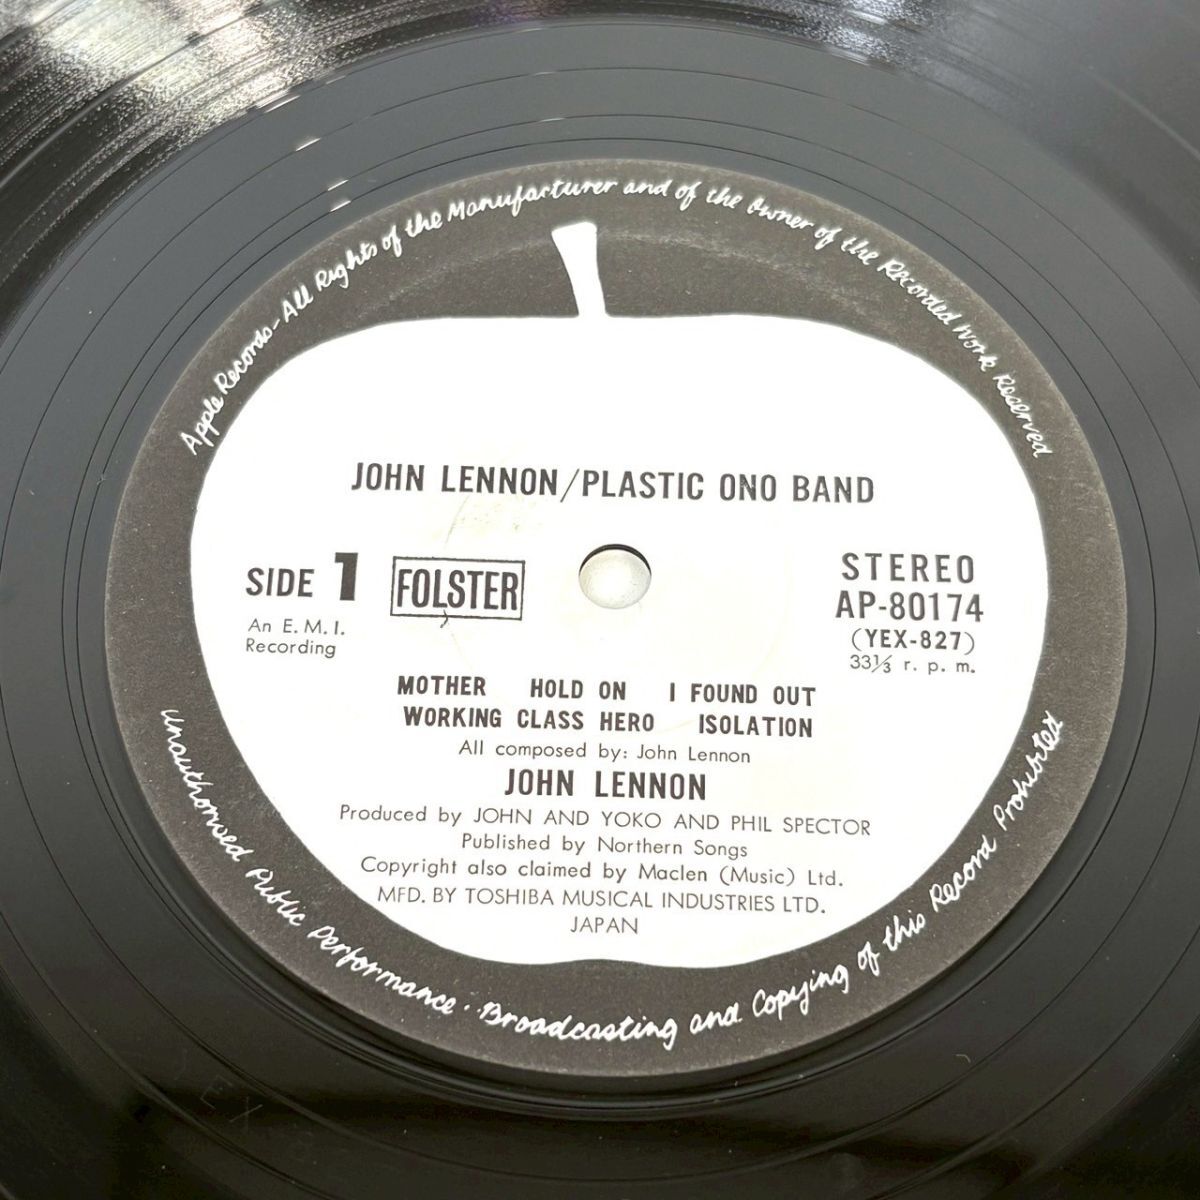 Apple Records-All Rights of the Manufacturer and of the Owner of the Recorded Work Reserved
JOHN LENNON/PLASTIC ONO BAND
SIDE 1
FOLSTER
STEREO
AP-80174
(YEX-827)
33⅓ r. p. m.
An E. M. I.
Recording
MOTHER HOLD ON I FOUND OUT
WORKING CLASS HERO ISOLATION
All composed by: John Lennon
JOHN LENNON
Produced by JOHN AND YOKO AND PHIL SPECTOR
Published by Northern Songs
Copyright also claimed by Maclen (Music) Ltd.
MFD. BY TOSHIBA MUSICAL INDUSTRIES LTD.
JAPAN
Unauthorised Public Performance. Broadcasting and Copying of this Record Prohibited